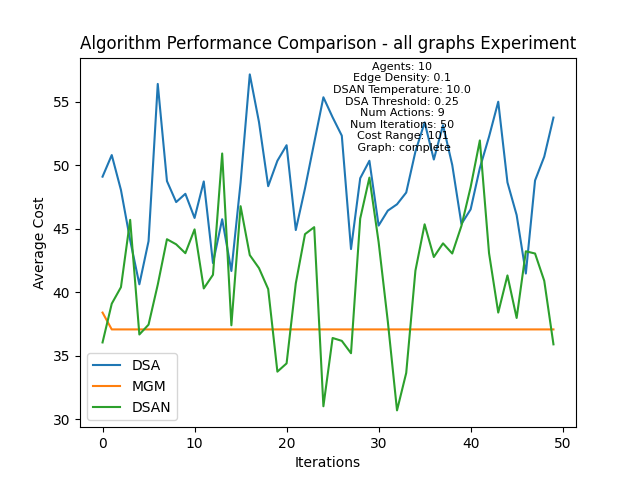 Algorithm Performance Comparison - all graphs Experiment
Agents: 10
Edge Density: 0.1
DSAN Temperature: 10.0
DSA Threshold: 0.25
Num Actions: 9
Num Iterations: 50
Cost Range: 101
Graph: complete
Average Cost
55
50
45
40
35
30
DSA
MGM
DSAN
0
10
20
30
40
50
Iterations